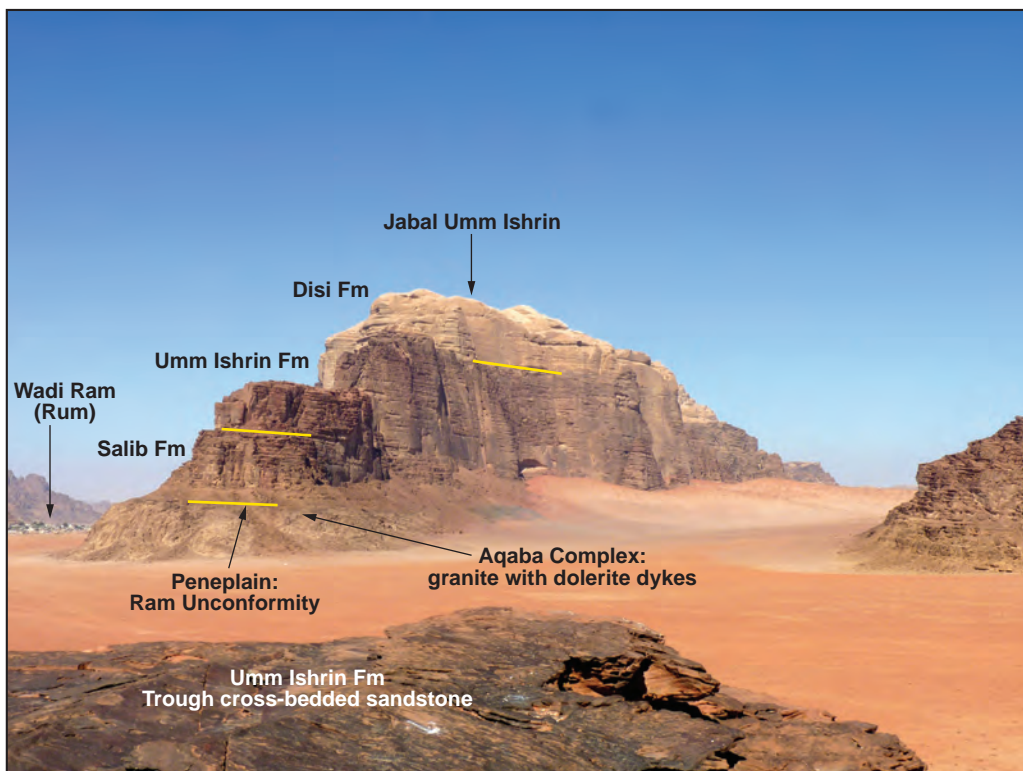 Jabal Umm Ishrin
Disi Fm
Umm Ishrin Fm
Wadi Ram
(Rum)
Salib Fm
Aqaba Complex:
granite with dolerite dykes
Peneplain:
Ram Unconformity
Umm Ishrin Fm
Trough cross-bedded sandstone